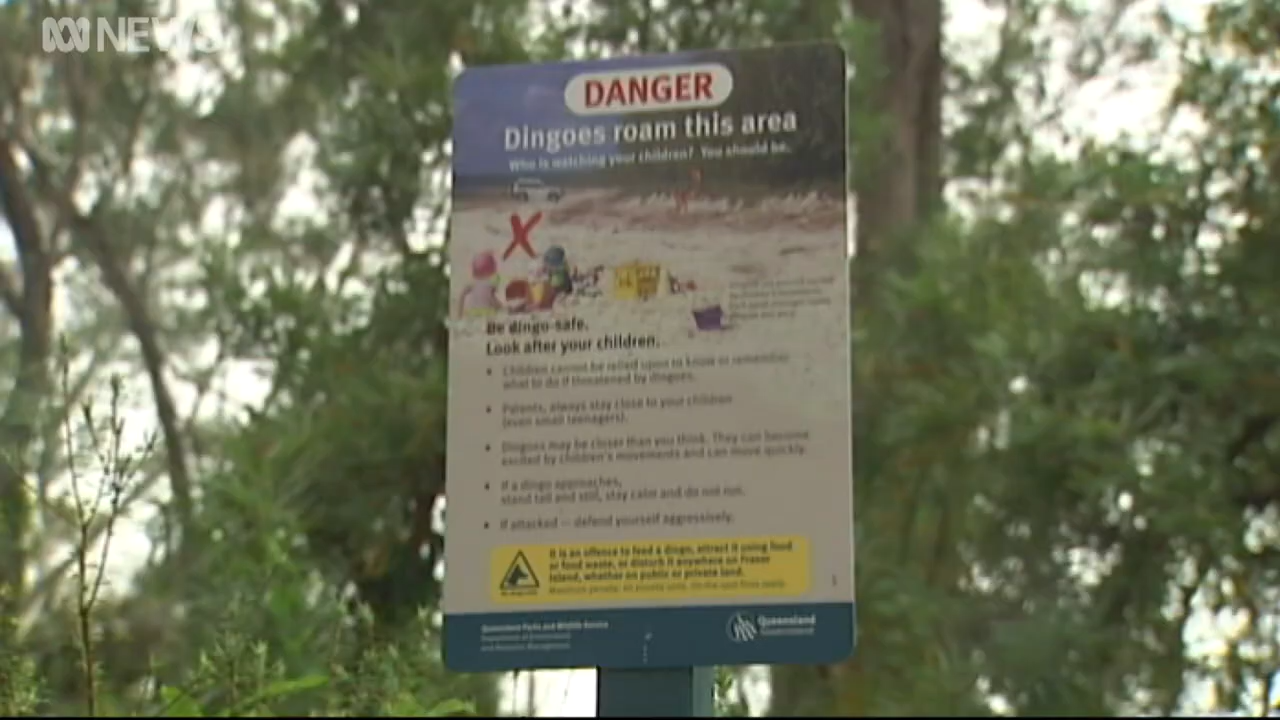 NEWS
DANGER
Dingoes roam this area
Who is watching your children? You should be.
Be dingo-safe.
Look after your children.
• Children cannot be relied upon to know or remember
what to do if threatened by dingoes.
• Parents, always stay close to your children
(even small teenagers).
• Dingoes may be closer than you think. They can become
excited by children's movements and can move quickly.
• If a dingo approaches,
stand tall and still, stay calm and do not run.
• If attacked — defend yourself aggressively.
It is an offence to feed a dingo, attract it using food
or food waste, or disturb it anywhere on Fraser
Island, whether on public or private land.
Queensland Parks and Wildlife Service
Department of Environment
and Resource Management
Queensland
Government